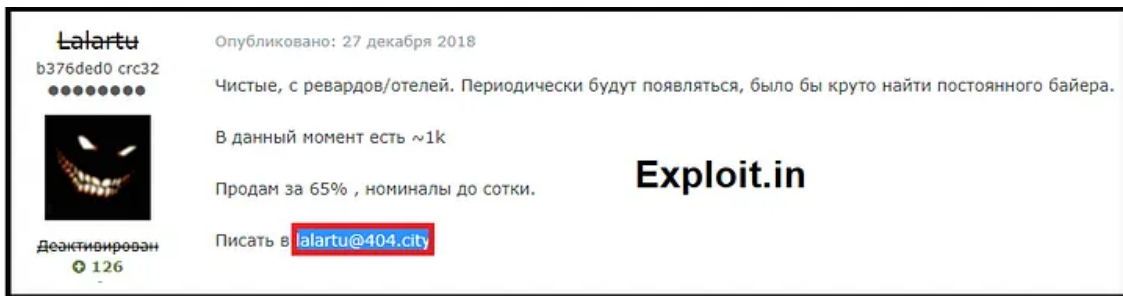 Lalartu
b376ded0 crc32
Опубликовано: 27 декабря 2018
Чистые, с ревардов/отелей. Периодически будут появляться, было бы круто найти постоянного байера.
В данный момент есть ~1k
Продам за 65% , номиналы до сотки.
Exploit.in
Писать в lalartu@404.city
Деактивирован
126